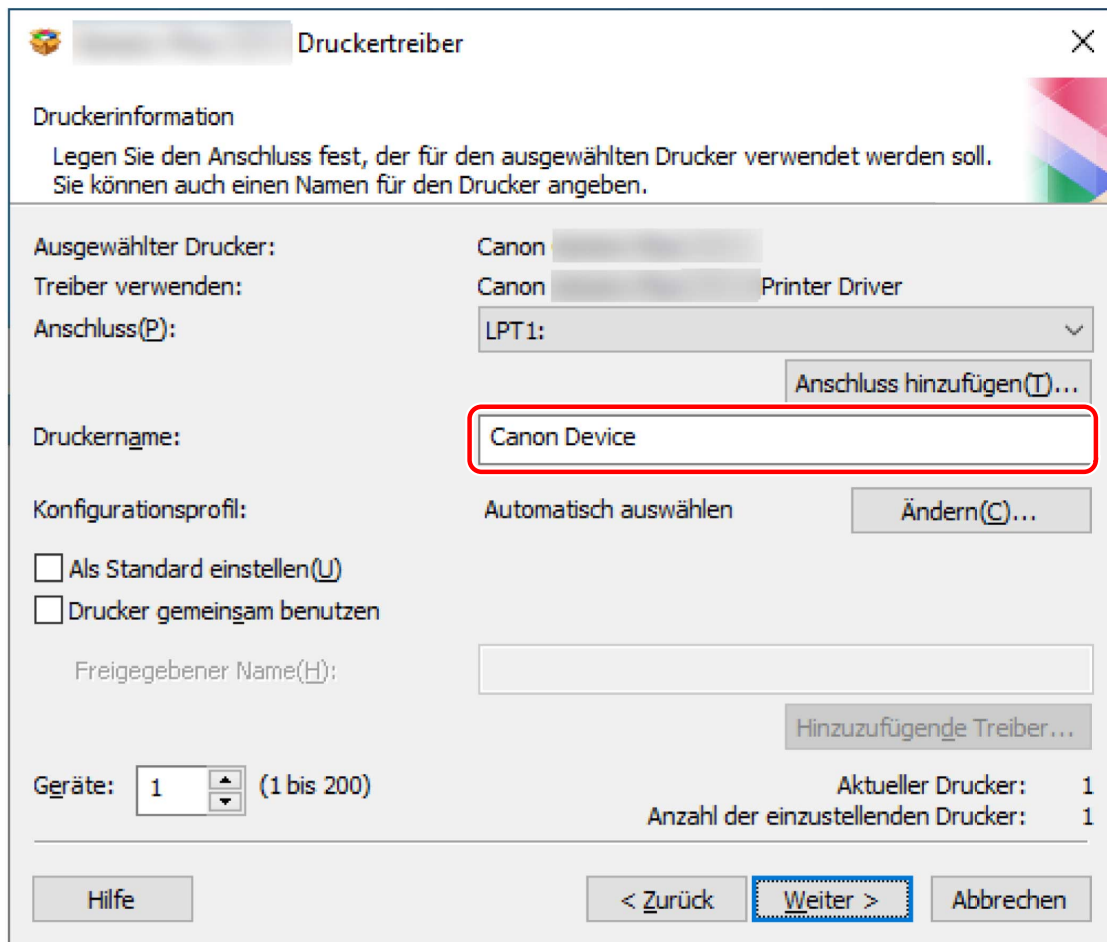 Druckertreiber
Druckerinformation
Legen Sie den Anschluss fest, der für den ausgewählten Drucker verwendet werden soll.
Sie können auch einen Namen für den Drucker angeben.
Ausgewählter Drucker: Canon
Treiber verwenden: Canon Printer Driver
Anschluss(P): LPT1:
Anschluss hinzufügen(T)...
Druckername: Canon Device
Konfigurationsprofil: Automatisch auswählen Ändern(C)...
Als Standard einstellen(U)
Drucker gemeinsam benutzen
Freigegebener Name(H):
Hinzuzufügende Treiber...
Geräte: 1 (1 bis 200) Aktueller Drucker: 1
Anzahl der einzustellenden Drucker: 1
Hilfe < Zurück Weiter > Abbrechen